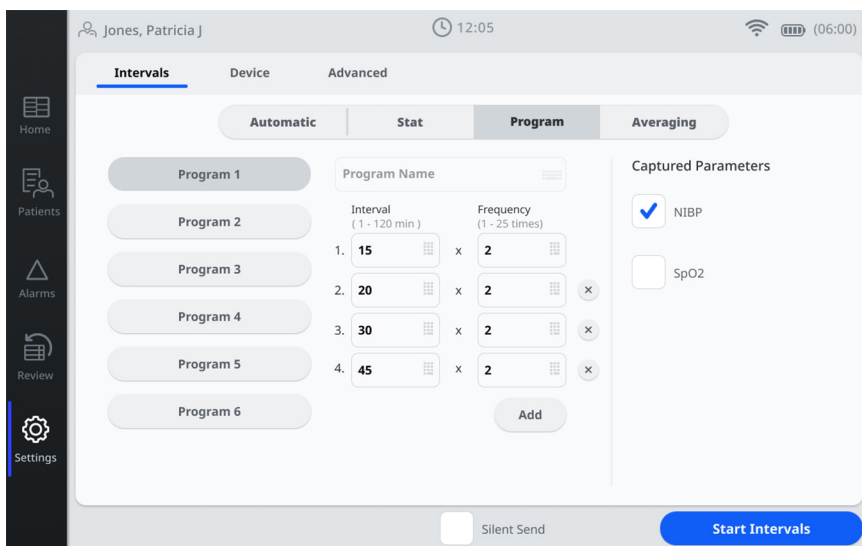 Jones, Patricia J
12:05
(06:00)
Home
Patients
Alarms
Review
Settings
Intervals Device Advanced
Automatic Stat Program Averaging
Program 1
Program 2
Program 3
Program 4
Program 5
Program 6
Program Name
Interval Frequency
( 1 - 120 min ) (1 - 25 times)
1. 15 x 2
2. 20 x 2 ×
3. 30 x 2 ×
4. 45 x 2 ×
Add
Captured Parameters
NIBP
SpO2
Silent Send
Start Intervals